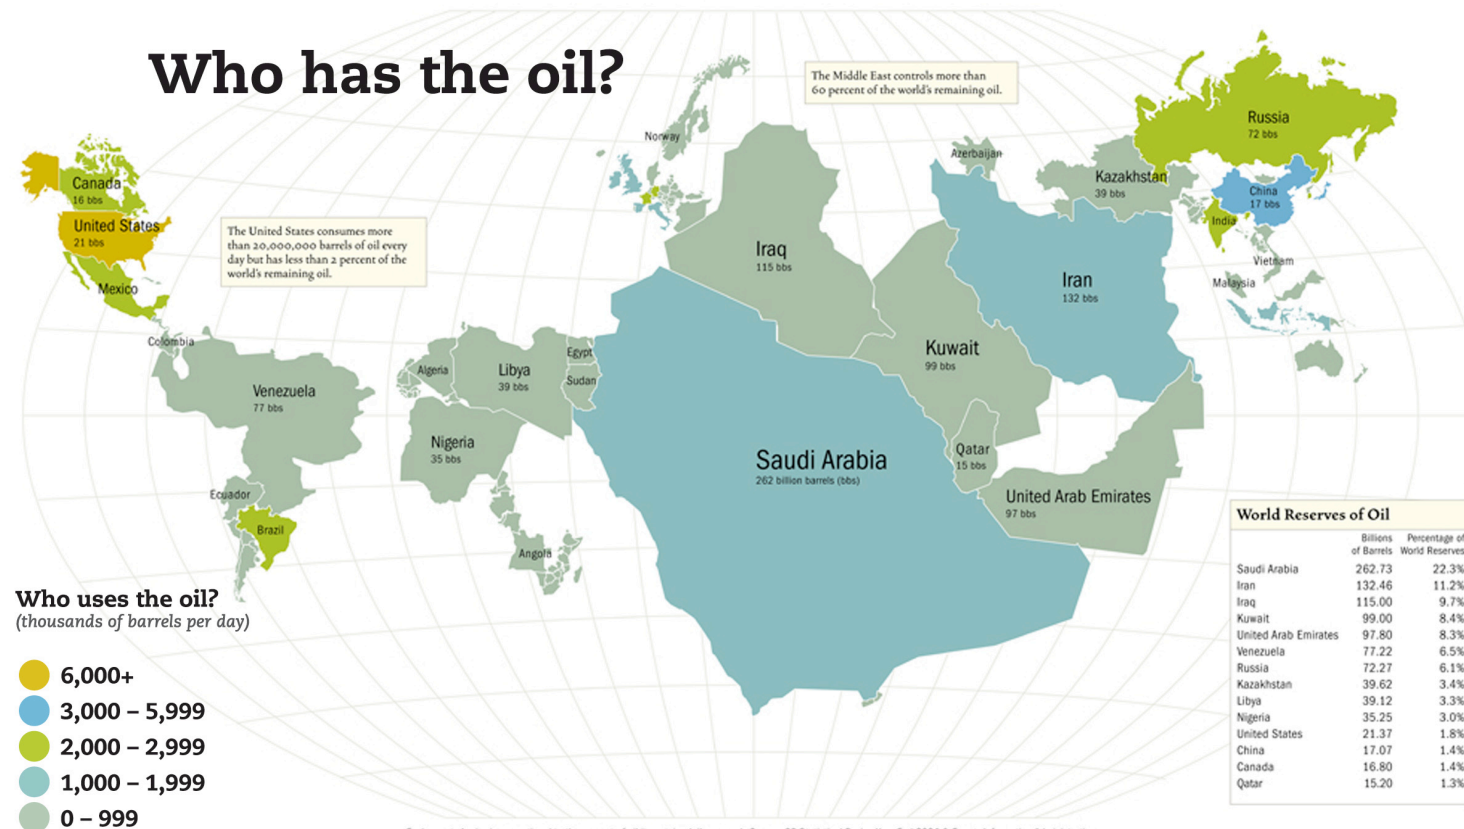 Who has the oil?
The Middle East controls more than
60 percent of the world's remaining oil.
The United States consumes more
than 20,000,000 barrels of oil every
day but has less than 2 percent of the
world's remaining oil.
Canada
16 bbs
United States
21 bbs
Mexico
Colombia
Venezuela
77 bbs
Ecuador
Brazil
Norway
Algeria
Libya
39 bbs
Egypt
Sudan
Nigeria
35 bbs
Angola
Iraq
115 bbs
Kuwait
99 bbs
Saudi Arabia
262 billion barrels (bbs)
Qatar
15 bbs
United Arab Emirates
97 bbs
Iran
132 bbs
Azerbaijan
Kazakhstan
39 bbs
Russia
72 bbs
China
17 bbs
India
Vietnam
Malaysia
Who uses the oil?
(thousands of barrels per day)
6,000+
3,000 – 5,999
2,000 – 2,999
1,000 – 1,999
0 – 999
World Reserves of Oil
Billions Percentage of
of Barrels World Reserves
Saudi Arabia 262.73 22.3%
Iran 132.46 11.2%
Iraq 115.00 9.7%
Kuwait 99.00 8.4%
United Arab Emirates 97.80 8.3%
Venezuela 77.22 6.5%
Russia 72.27 6.1%
Kazakhstan 39.62 3.4%
Libya 39.12 3.3%
Nigeria 35.25 3.0%
United States 21.37 1.8%
China 17.07 1.4%
Canada 16.80 1.4%
Qatar 15.20 1.3%